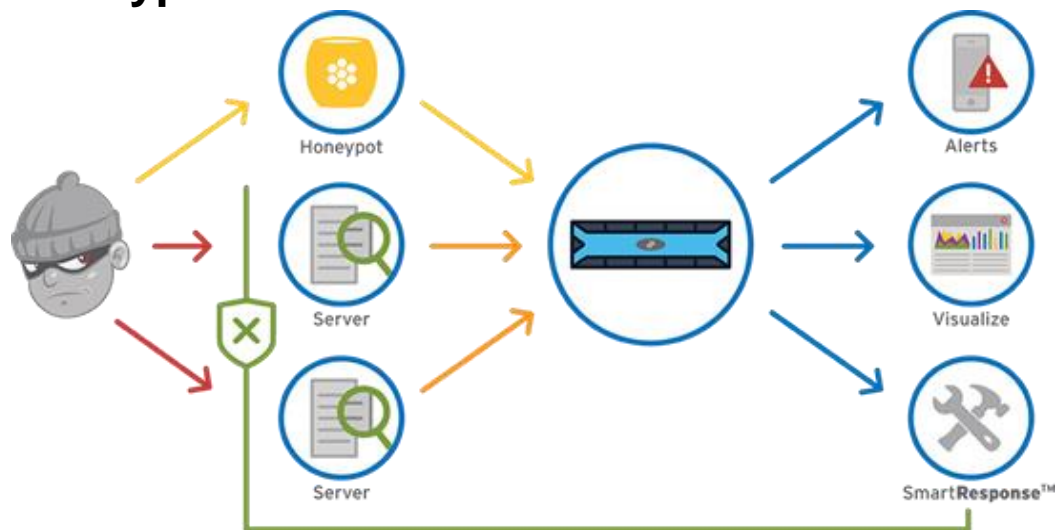 Honeypot
Alerts
Server
Visualize
Server
SmartResponse™